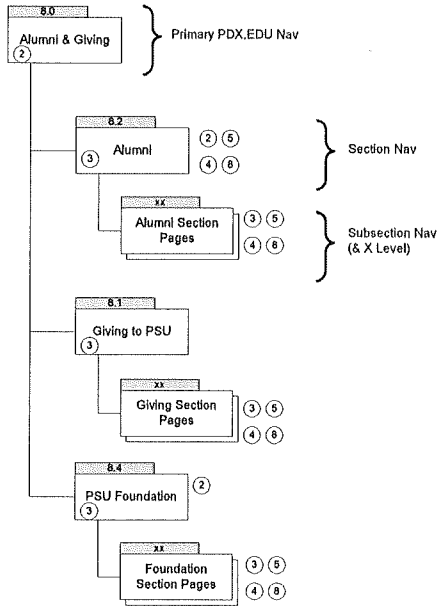 8.0
Alumni & Giving
2
Primary PDX.EDU Nav
8.2
Alumni
3
2 5
4 8
Section Nav
xx
Alumni Section
Pages
3 5
4 8
Subsection Nav
(& X Level)
8.1
Giving to PSU
3
xx
Giving Section
Pages
3 5
4 8
8.4
PSU Foundation
3
2
xx
Foundation
Section Pages
3 5
4 8